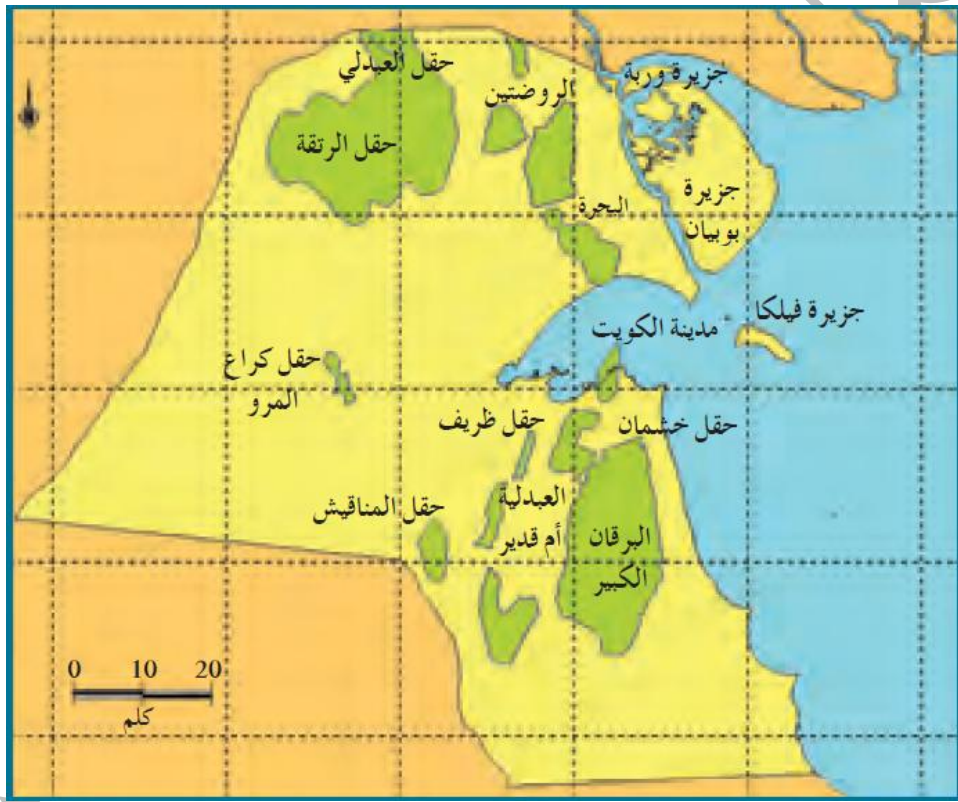 حقل العبدلي
جزيرة وربة
الروضتين
حقل الرتقة
جزيرة
بوبيان
البحرة
جزيرة فيلكا
مدينة الكويت
حقل كراع
المرو
حقل ظريف
حقل خشمان
حقل المناقيش
العبدلية
أم قدير
البرقان
الكبير
0 10 20
كلم